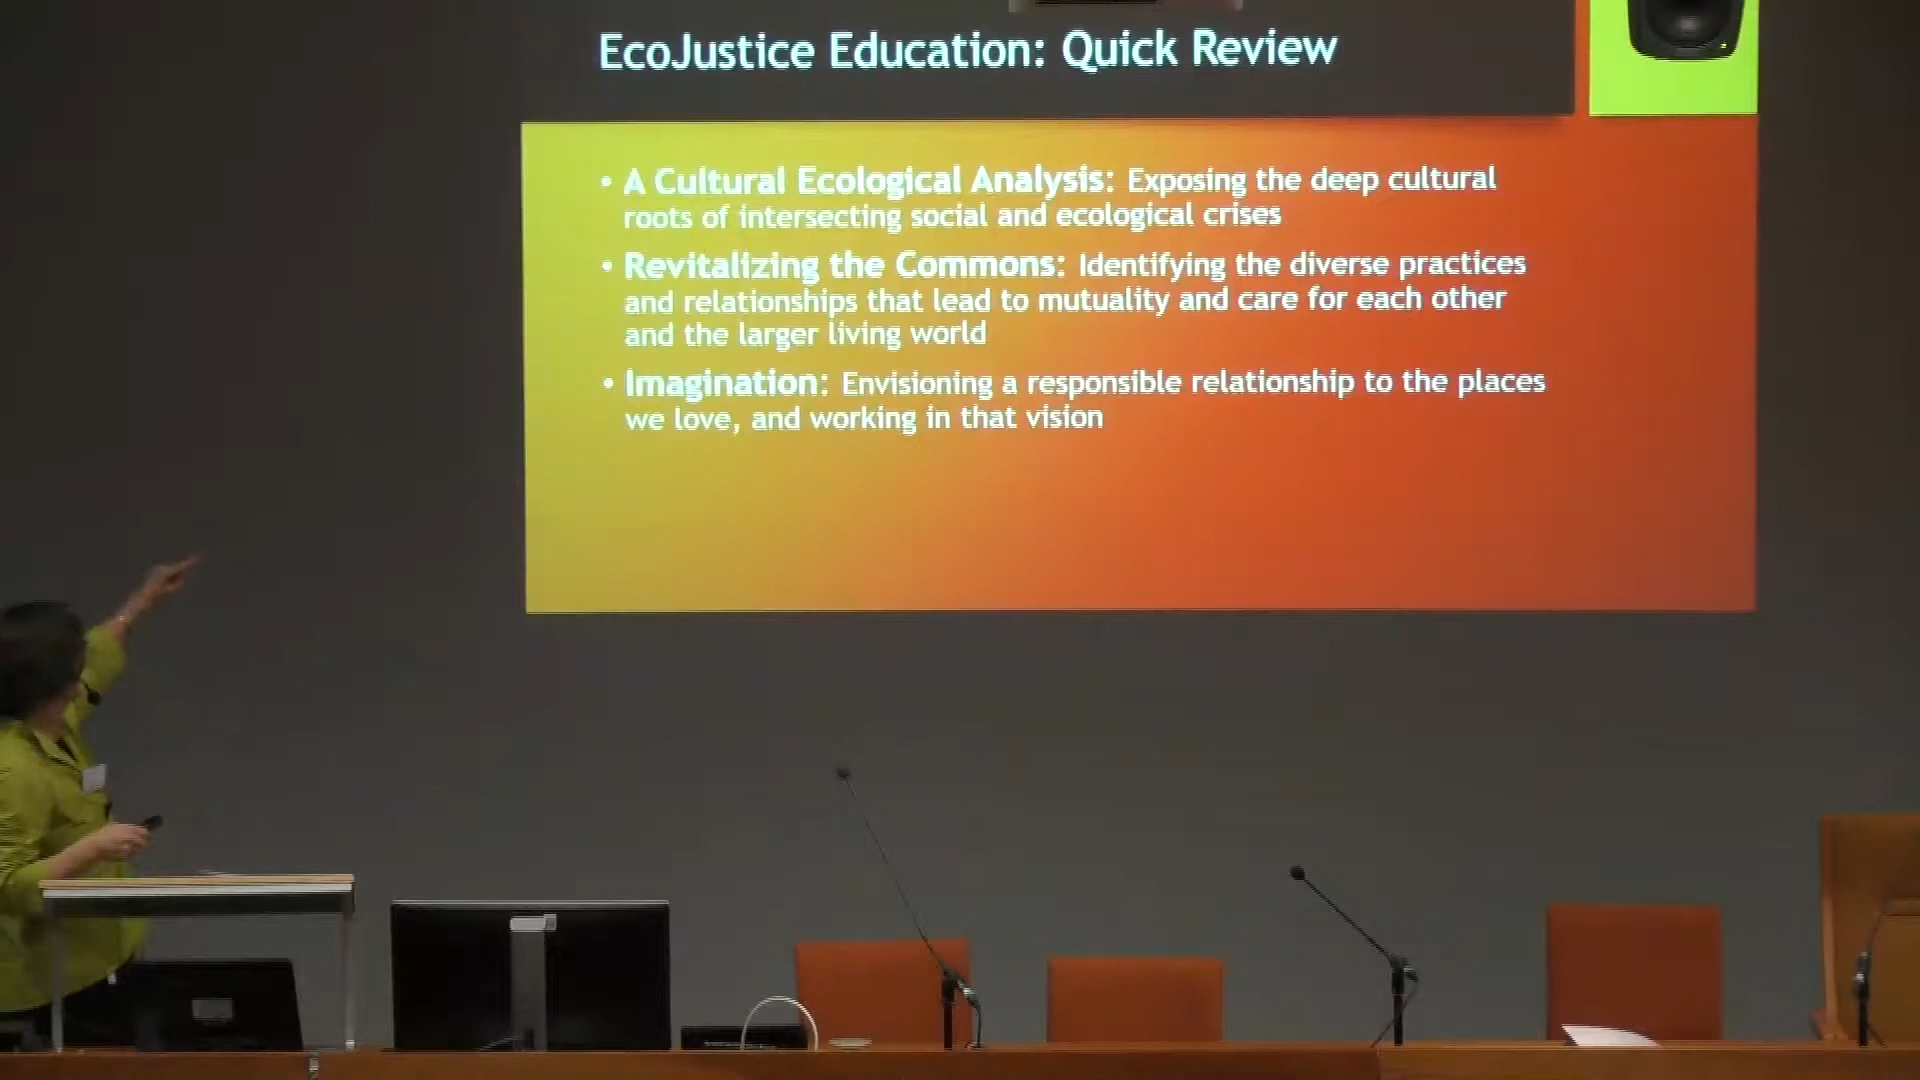 EcoJustice Education: Quick Review
• A Cultural Ecological Analysis: Exposing the deep cultural
roots of intersecting social and ecological crises
• Revitalizing the Commons: Identifying the diverse practices
and relationships that lead to mutuality and care for each other
and the larger living world
• Imagination: Envisioning a responsible relationship to the places
we love, and working in that vision